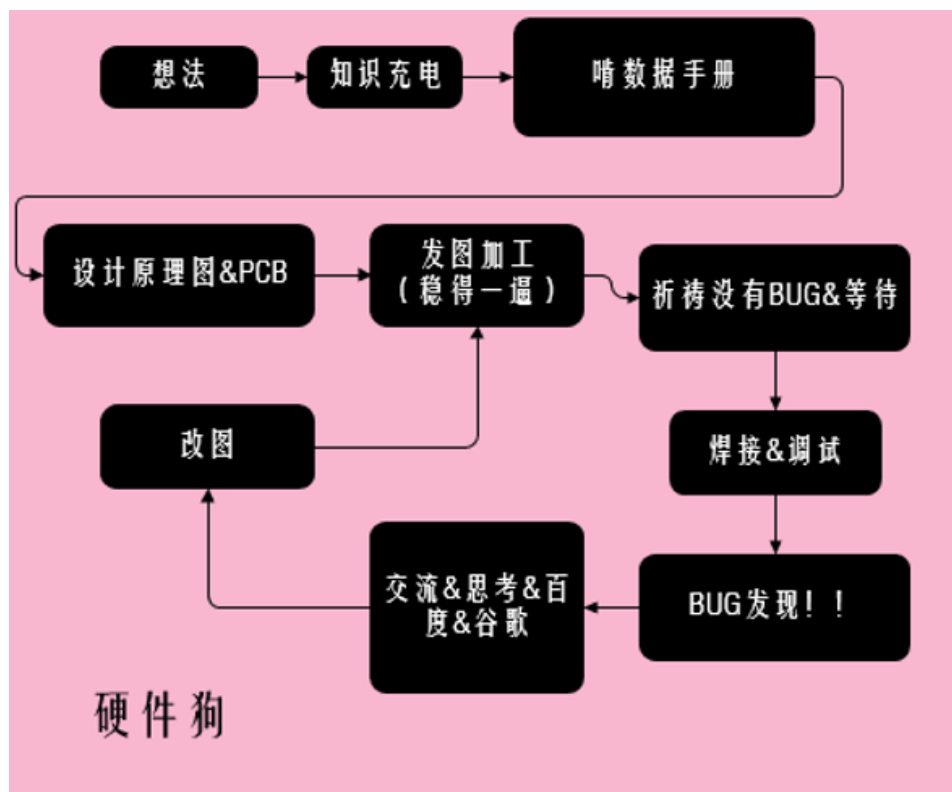 想法
知识充电
啃数据手册
设计原理图&PCB
发图加工
(稳得一逼)
祈祷没有BUG&等待
改图
焊接&调试
交流&思考&百
度&谷歌
BUG发现!!
硬件狗